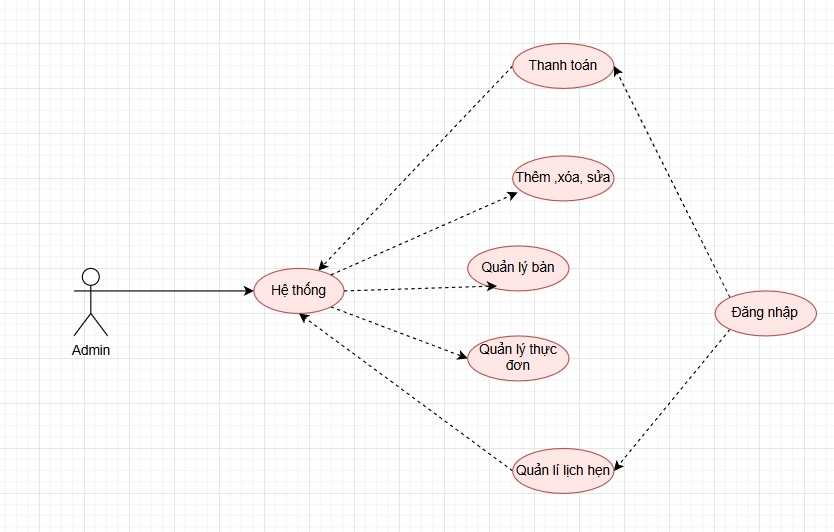 Thanh toán
Thêm ,xóa, sửa
Quản lý bàn
Hệ thống
Đăng nhập
Admin
Quản lý thực
đơn
Quản lí lịch hẹn